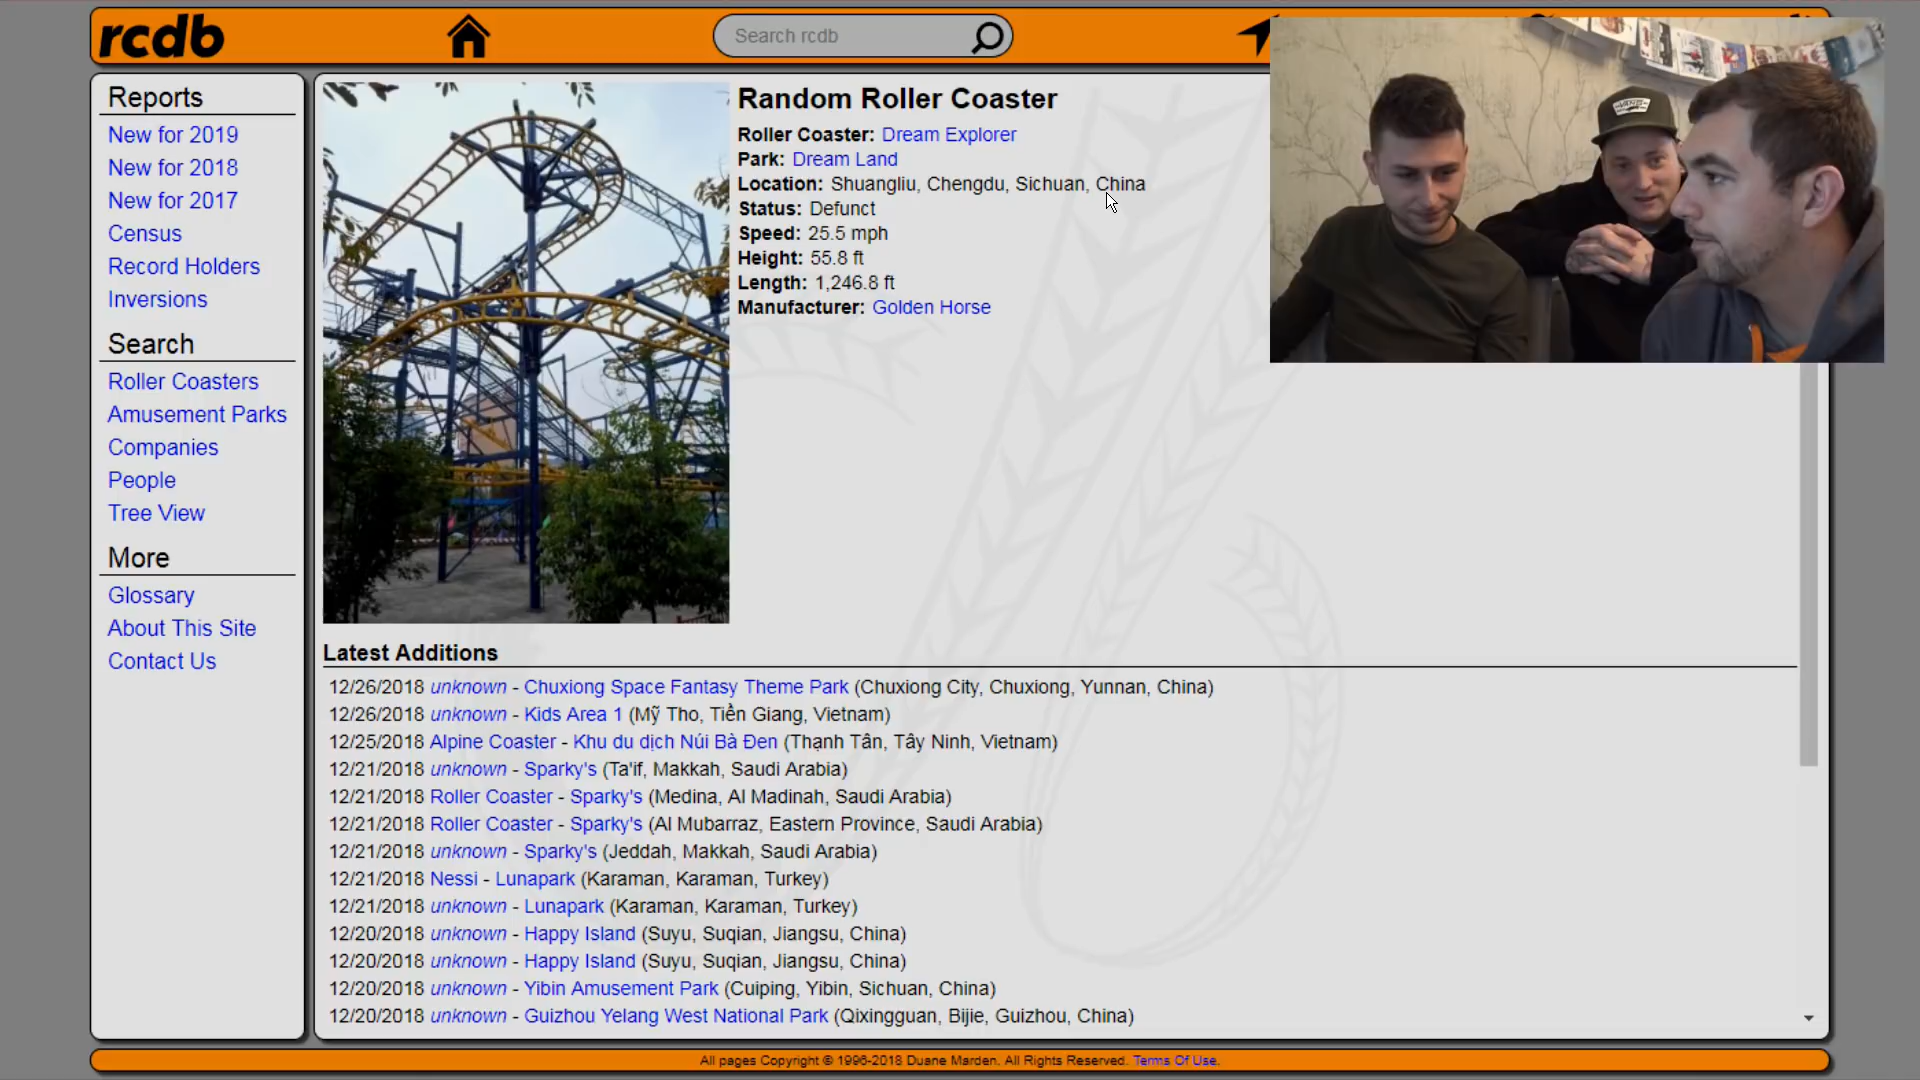 rcdb
Search rcdb
Reports
New for 2019
New for 2018
New for 2017
Census
Record Holders
Inversions
Search
Roller Coasters
Amusement Parks
Companies
People
Tree View
More
Glossary
About This Site
Contact Us
Random Roller Coaster
Roller Coaster: Dream Explorer
Park: Dream Land
Location: Shuangliu, Chengdu, Sichuan, China
Status: Defunct
Speed: 25.5 mph
Height: 55.8 ft
Length: 1,246.8 ft
Manufacturer: Golden Horse
Latest Additions
12/26/2018 unknown - Chuxiong Space Fantasy Theme Park (Chuxiong City, Chuxiong, Yunnan, China)
12/26/2018 unknown - Kids Area 1 (Mỹ Tho, Tiền Giang, Vietnam)
12/25/2018 Alpine Coaster - Khu du dịch Núi Bà Đen (Thạnh Tân, Tây Ninh, Vietnam)
12/21/2018 unknown - Sparky's (Ta'if, Makkah, Saudi Arabia)
12/21/2018 Roller Coaster - Sparky's (Medina, Al Madinah, Saudi Arabia)
12/21/2018 Roller Coaster - Sparky's (Al Mubarraz, Eastern Province, Saudi Arabia)
12/21/2018 unknown - Sparky's (Jeddah, Makkah, Saudi Arabia)
12/21/2018 Nessi - Lunapark (Karaman, Karaman, Turkey)
12/21/2018 unknown - Lunapark (Karaman, Karaman, Turkey)
12/20/2018 unknown - Happy Island (Suyu, Suqian, Jiangsu, China)
12/20/2018 unknown - Happy Island (Suyu, Suqian, Jiangsu, China)
12/20/2018 unknown - Yibin Amusement Park (Cuiping, Yibin, Sichuan, China)
12/20/2018 unknown - Guizhou Yelang West National Park (Qixingguan, Bijie, Guizhou, China)
All pages Copyright © 1996-2018 Duane Marden. All Rights Reserved. Terms Of Use.